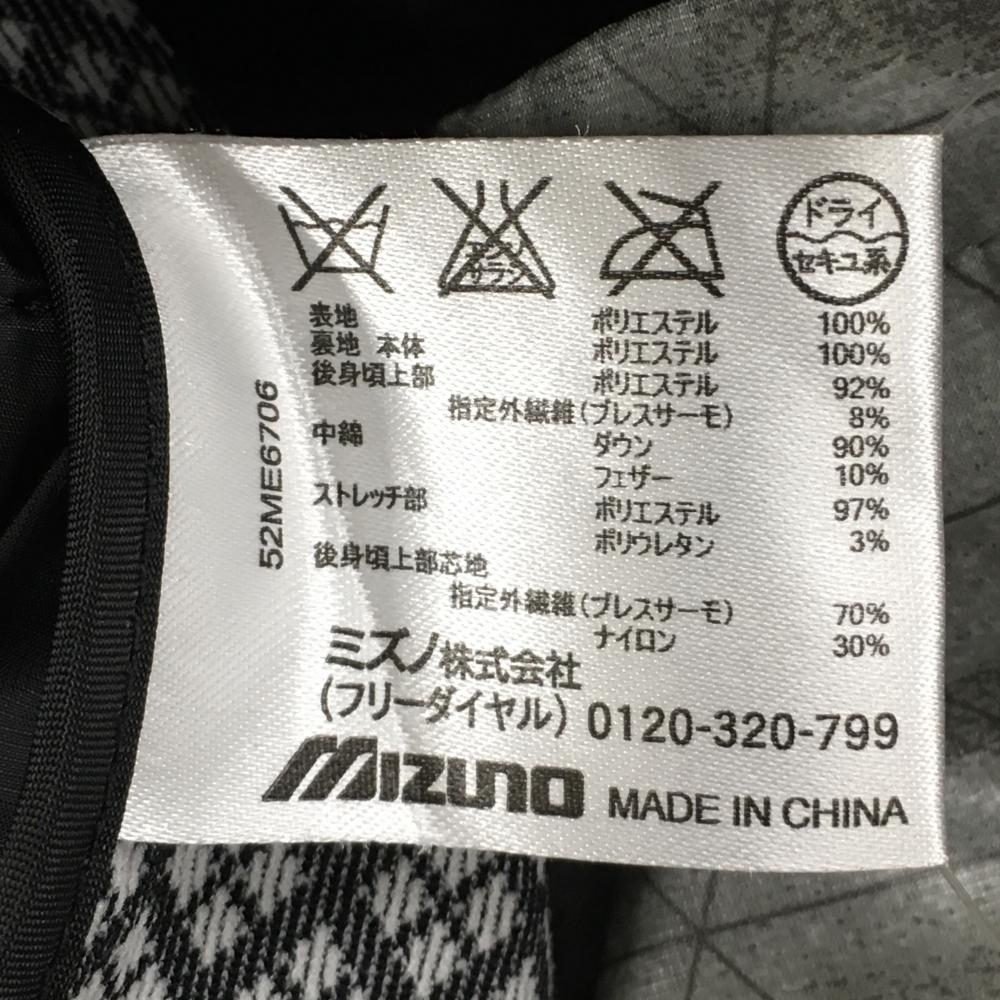 エンソ
サラシ
ドライ
セキユ系
表地 ポリエステル 100%
裏地 本体 ポリエステル 100%
後身頃上部 ポリエステル 92%
指定外繊維(ブレスサーモ) 8%
中綿 ダウン 90%
フェザー 10%
ストレッチ部 ポリエステル 97%
ポリウレタン 3%
後身頃上部芯地
指定外繊維(ブレスサーモ) 70%
ナイロン 30%
ミズノ株式会社
(フリーダイヤル) 0120-320-799
MIZUNO MADE IN CHINA
52ME6706